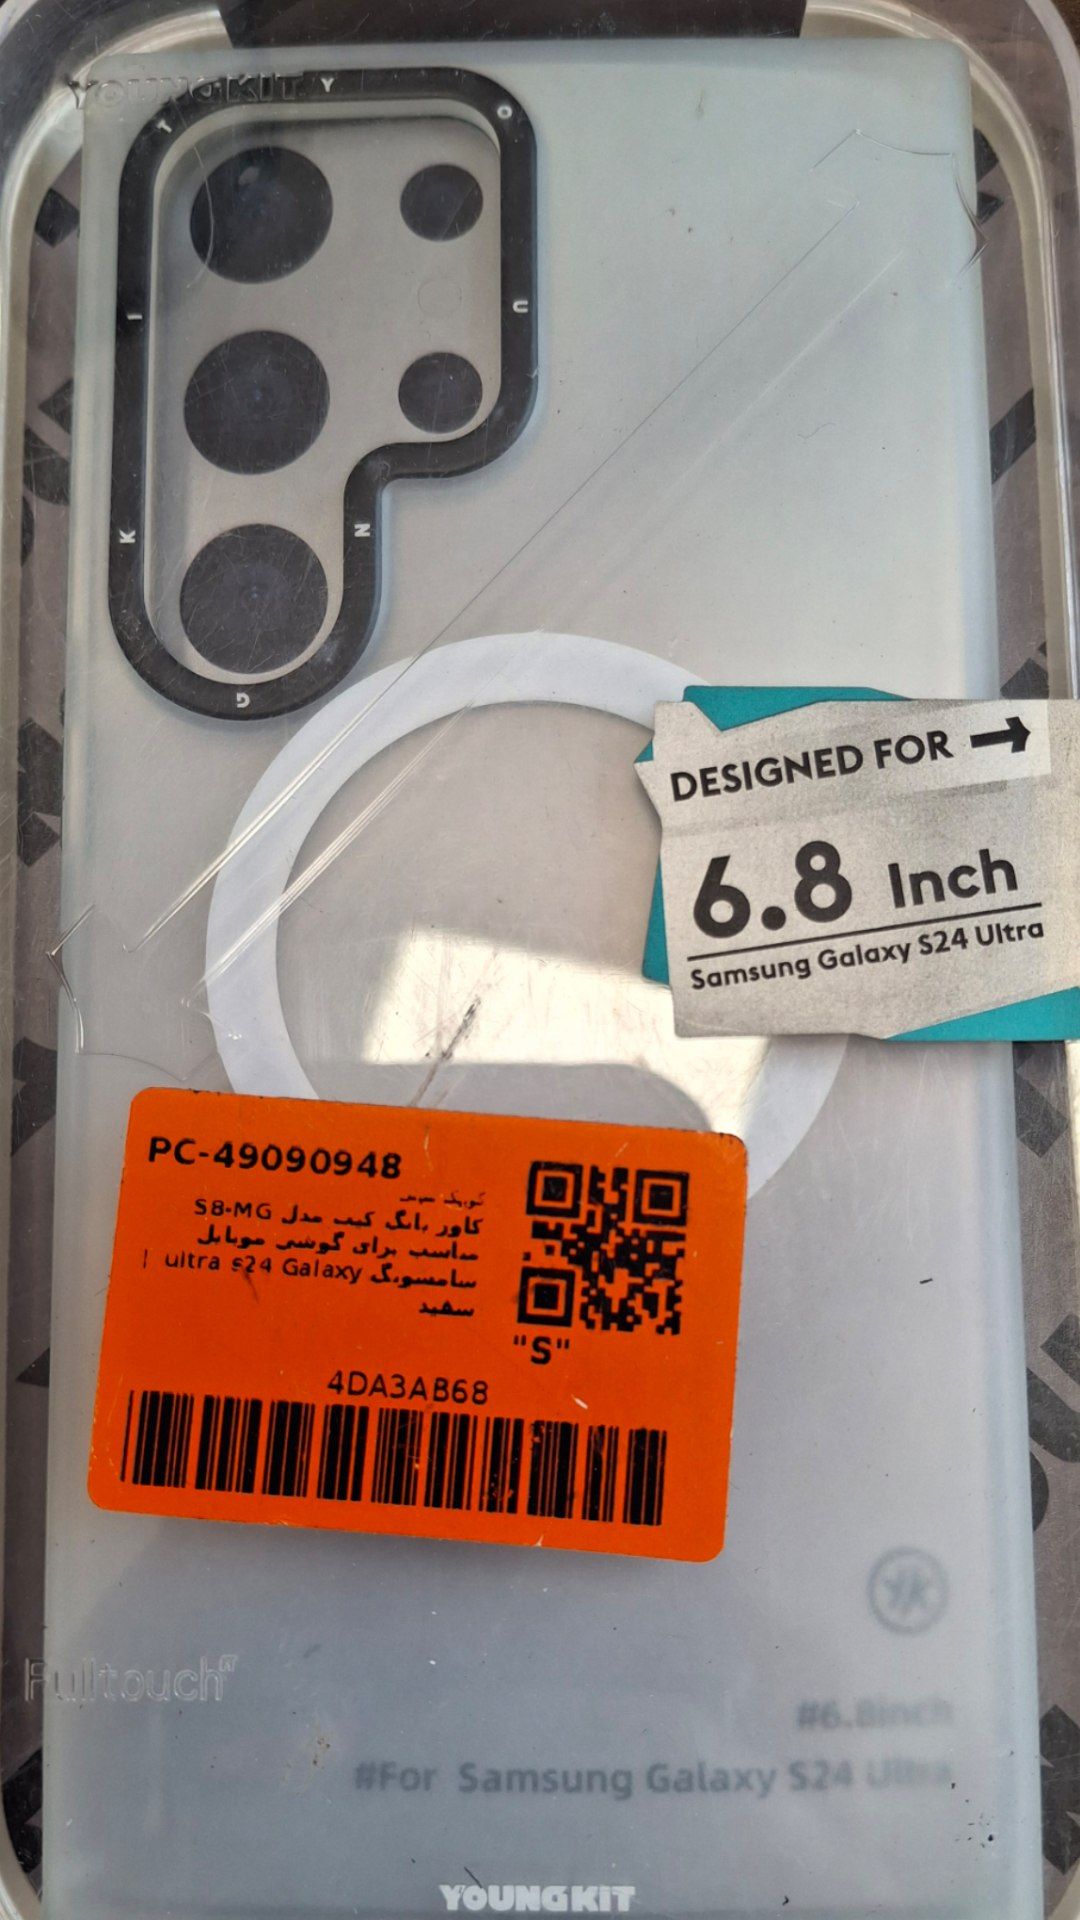 YOUNGKIT
Y
O
U
N
G
K
I
T
DESIGNED FOR
6.8 Inch
Samsung Galaxy S24 Ultra
PC-49090948
کاور یانگ کیت مدل S8-MG
مناسب برای گوشی موبایل
سامسونگ ultra s24 Galaxy |
سفید
"S"
4DA3AB68
YK
Fulltouch
#6.8inch
#For Samsung Galaxy S24 Ultra
YOUNGKIT